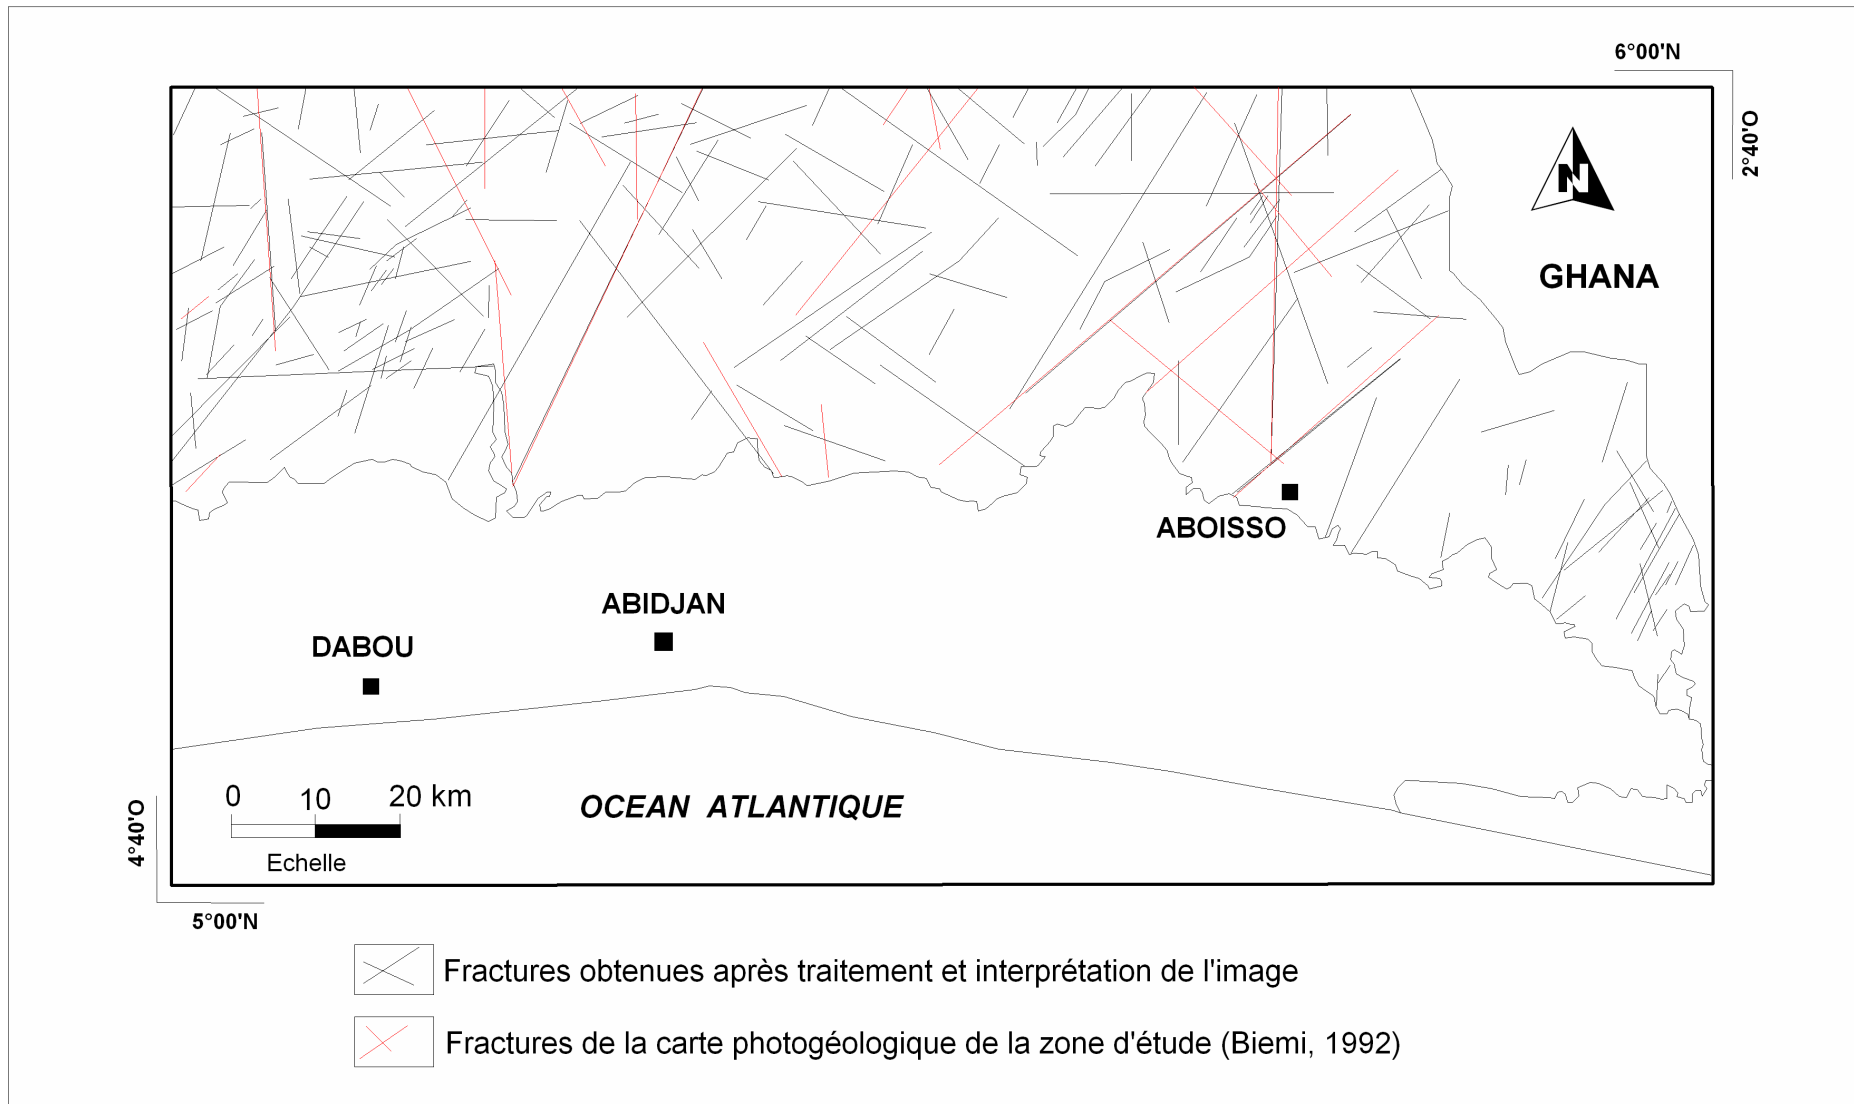 6°00'N
2°40'O
N
GHANA
ABOISSO
ABIDJAN
DABOU
0 10 20 km
Echelle
OCEAN ATLANTIQUE
4°40'O
5°00'N
Fractures obtenues après traitement et interprétation de l'image
Fractures de la carte photogéologique de la zone d'étude (Biemi, 1992)